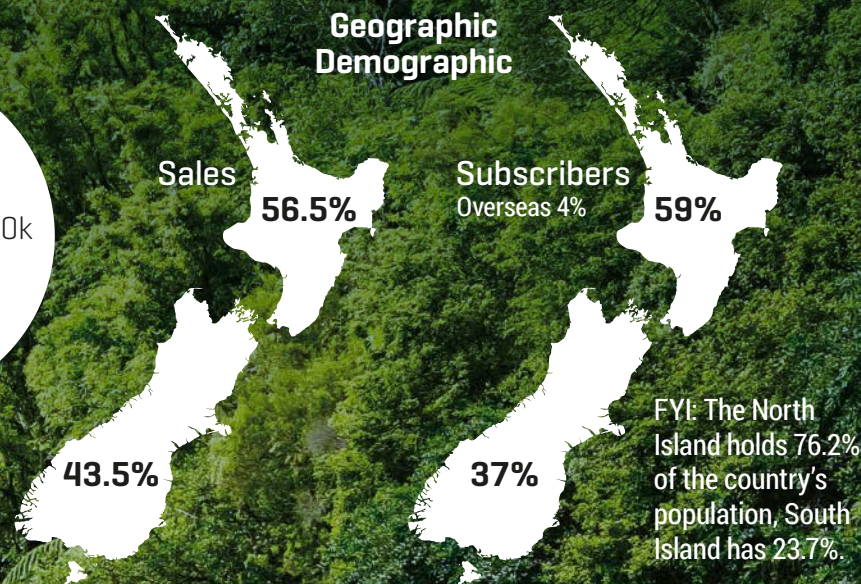 Geographic
Demographic
Sales
56.5%
43.5%
Subscribers
Overseas 4%
59%
37%
FYI: The North
Island holds 76.2%
of the country's
population, South
Island has 23.7%.
0k